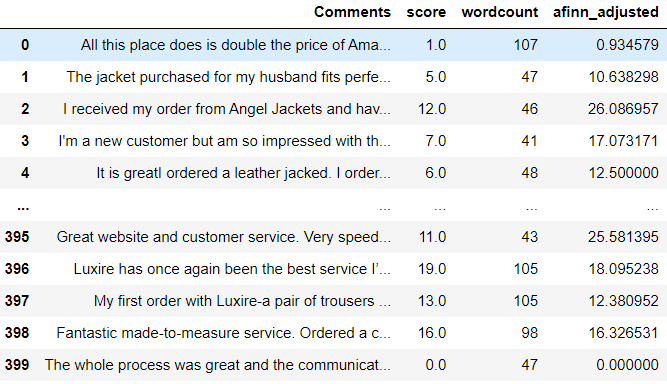 Comments score wordcount afinn_adjusted
0 All this place does is double the price of Ama... 1.0 107 0.934579
1 The jacket purchased for my husband fits perfe... 5.0 47 10.638298
2 I received my order from Angel Jackets and hav... 12.0 46 26.086957
3 I'm a new customer but am so impressed with th... 7.0 41 17.073171
4 It is greatI ordered a leather jacked. I order... 6.0 48 12.500000
... ... ... ... ...
395 Great website and customer service. Very speed... 11.0 43 25.581395
396 Luxire has once again been the best service I'... 19.0 105 18.095238
397 My first order with Luxire-a pair of trousers ... 13.0 105 12.380952
398 Fantastic made-to-measure service. Ordered a c... 16.0 98 16.326531
399 The whole process was great and the communicat... 0.0 47 0.000000